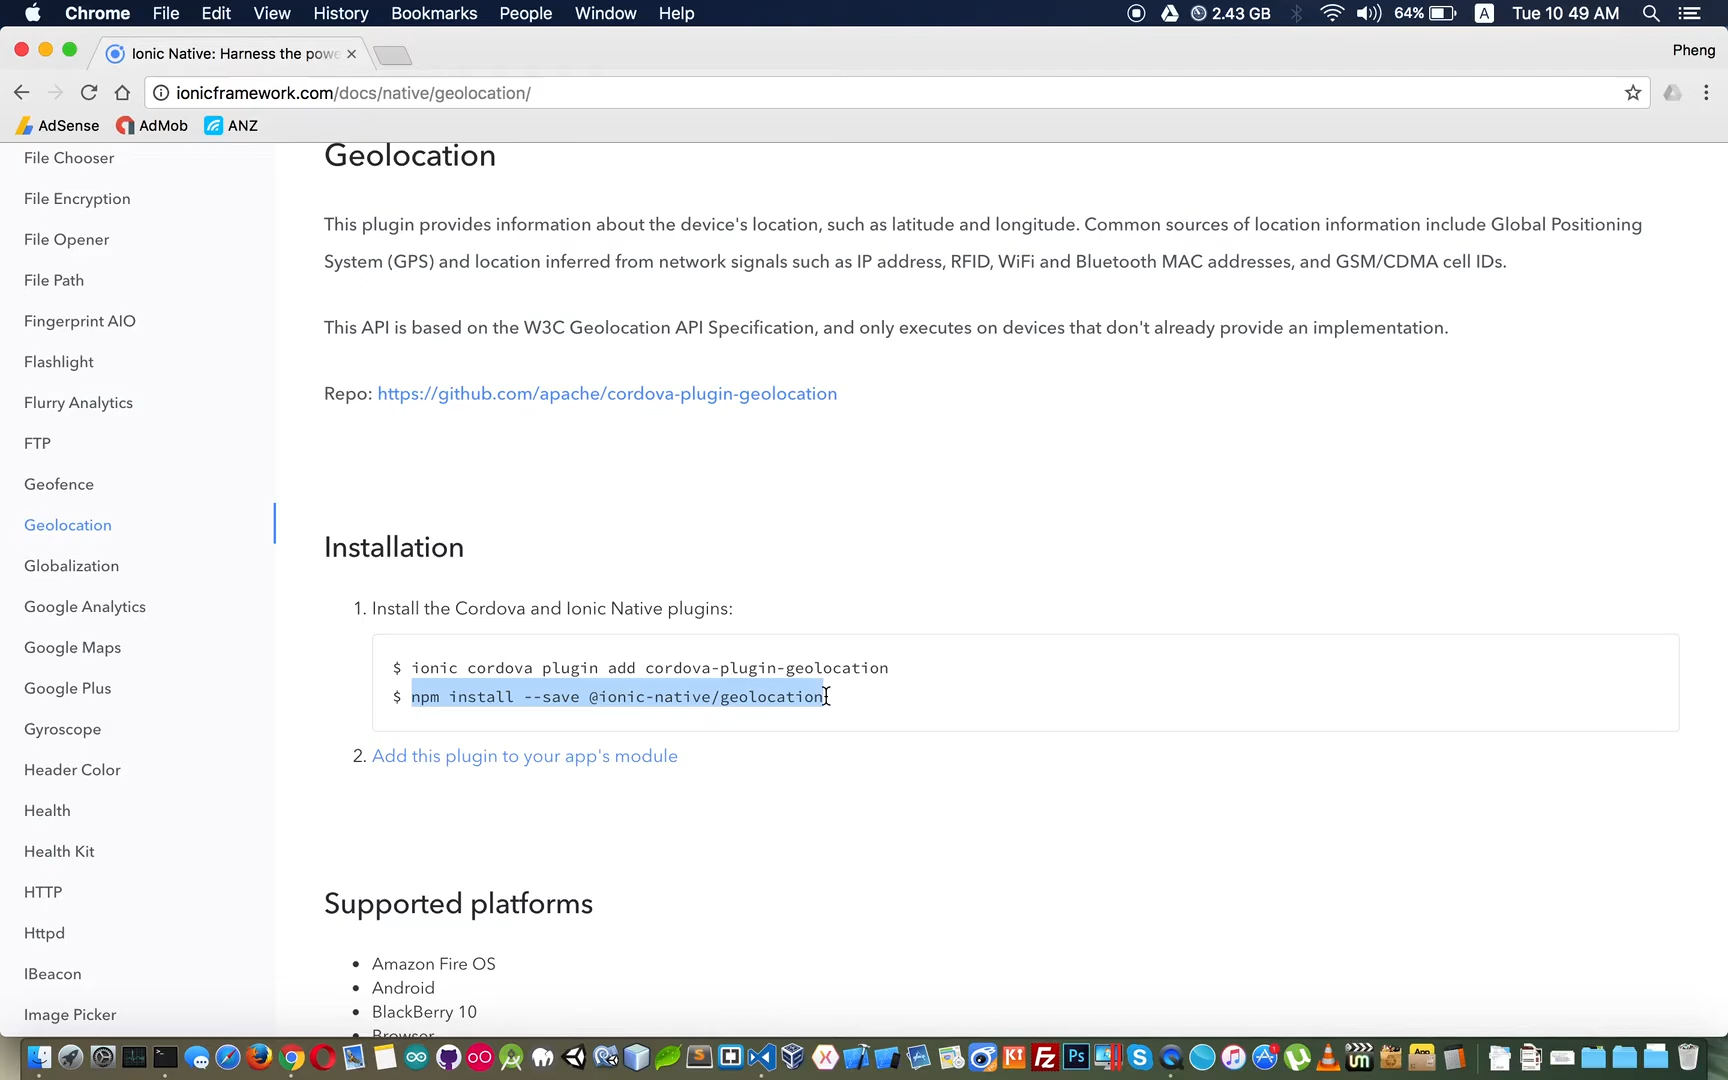 Chrome File Edit View History Bookmarks People Window Help 2.43 GB 64% A Tue 10 49 AM
Ionic Native: Harness the powe Pheng
ionicframework.com/docs/native/geolocation/
AdSense AdMob ANZ
File Chooser
File Encryption
File Opener
File Path
Fingerprint AIO
Flashlight
Flurry Analytics
FTP
Geofence
Geolocation
Globalization
Google Analytics
Google Maps
Google Plus
Gyroscope
Header Color
Health
Health Kit
HTTP
Httpd
IBeacon
Image Picker
Geolocation
This plugin provides information about the device's location, such as latitude and longitude. Common sources of location information include Global Positioning
System (GPS) and location inferred from network signals such as IP address, RFID, WiFi and Bluetooth MAC addresses, and GSM/CDMA cell IDs.
This API is based on the W3C Geolocation API Specification, and only executes on devices that don't already provide an implementation.
Repo: https://github.com/apache/cordova-plugin-geolocation
Installation
1. Install the Cordova and Ionic Native plugins:
$ ionic cordova plugin add cordova-plugin-geolocation
$ npm install --save @ionic-native/geolocation
2. Add this plugin to your app's module
Supported platforms
• Amazon Fire OS
• Android
• BlackBerry 10
• Browser